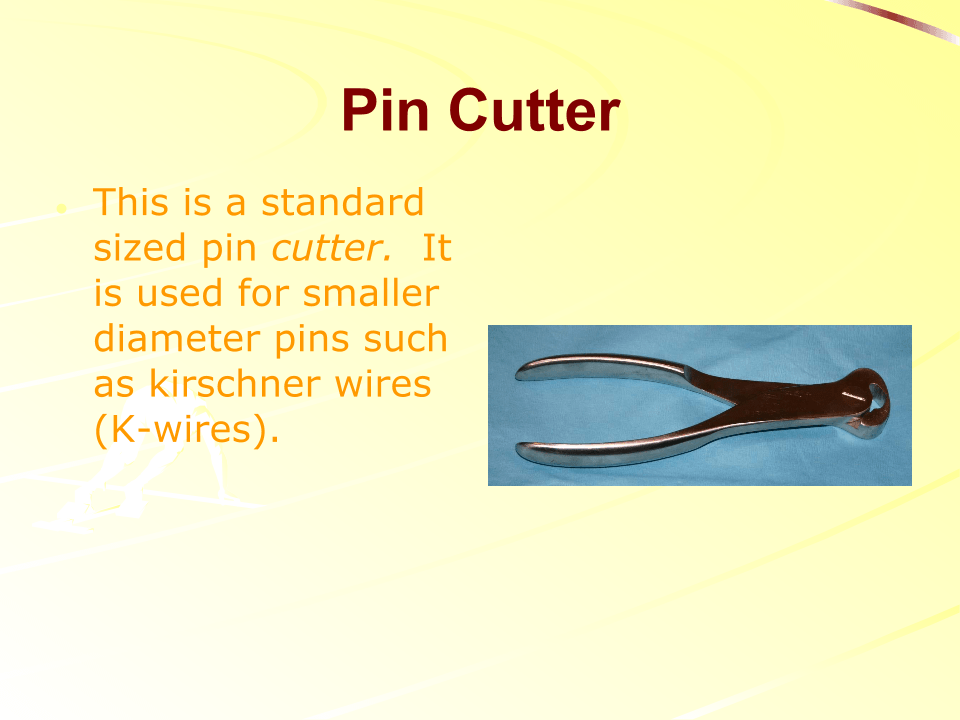 Pin Cutter
• This is a standard
sized pin cutter.  It
is used for smaller
diameter pins such
as kirschner wires
(K-wires).